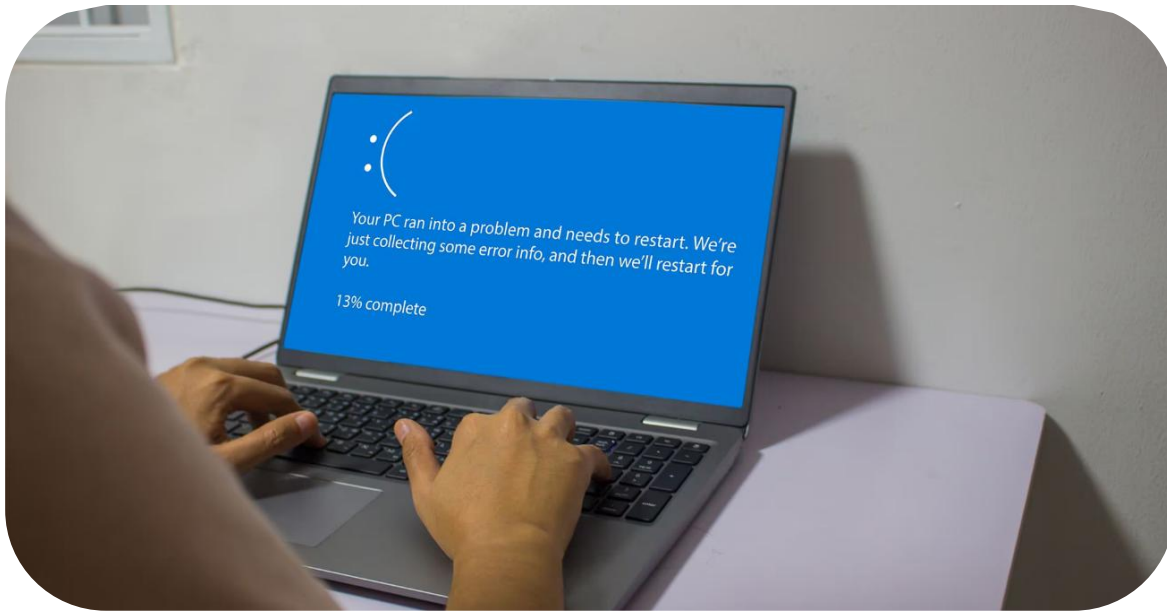 :(
Your PC ran into a problem and needs to restart. We're
just collecting some error info, and then we'll restart for
you.
13% complete